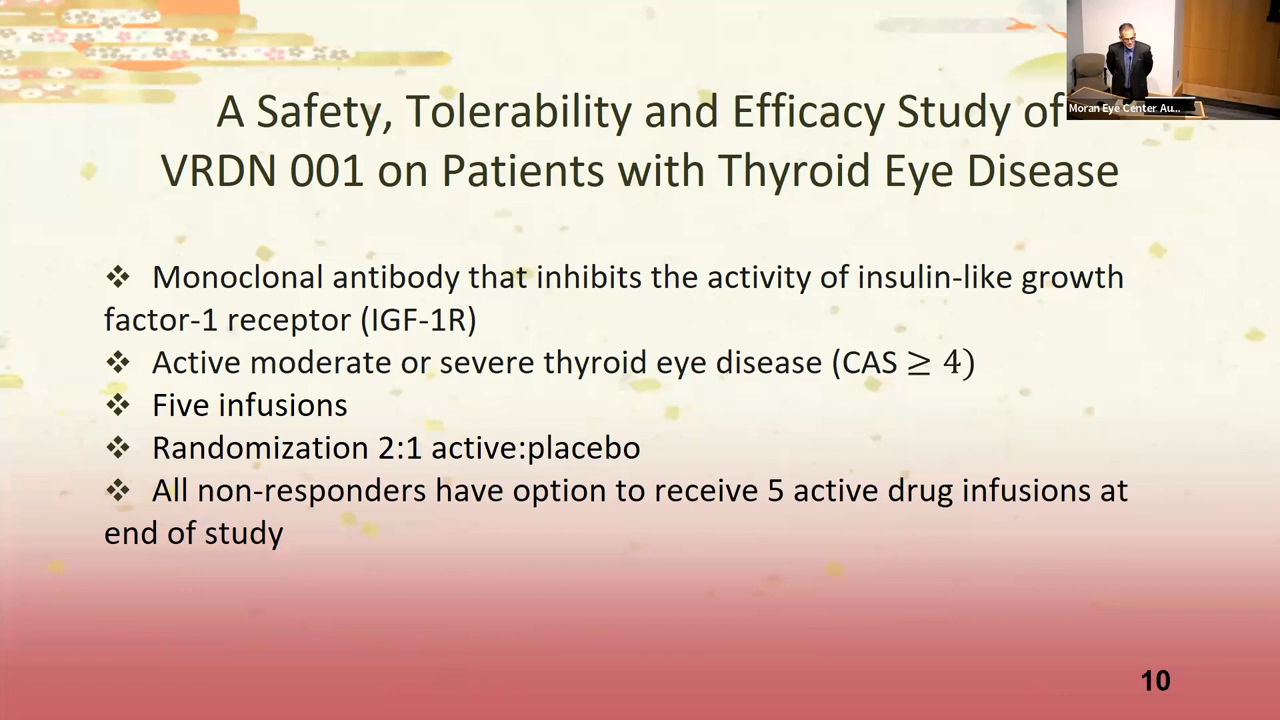 A Safety, Tolerability and Efficacy Study of
VRDN 001 on Patients with Thyroid Eye Disease
Moran Eye Center Au...
❖ Monoclonal antibody that inhibits the activity of insulin-like growth
factor-1 receptor (IGF-1R)
❖ Active moderate or severe thyroid eye disease (CAS ≥ 4)
❖ Five infusions
❖ Randomization 2:1 active:placebo
❖ All non-responders have option to receive 5 active drug infusions at
end of study
10